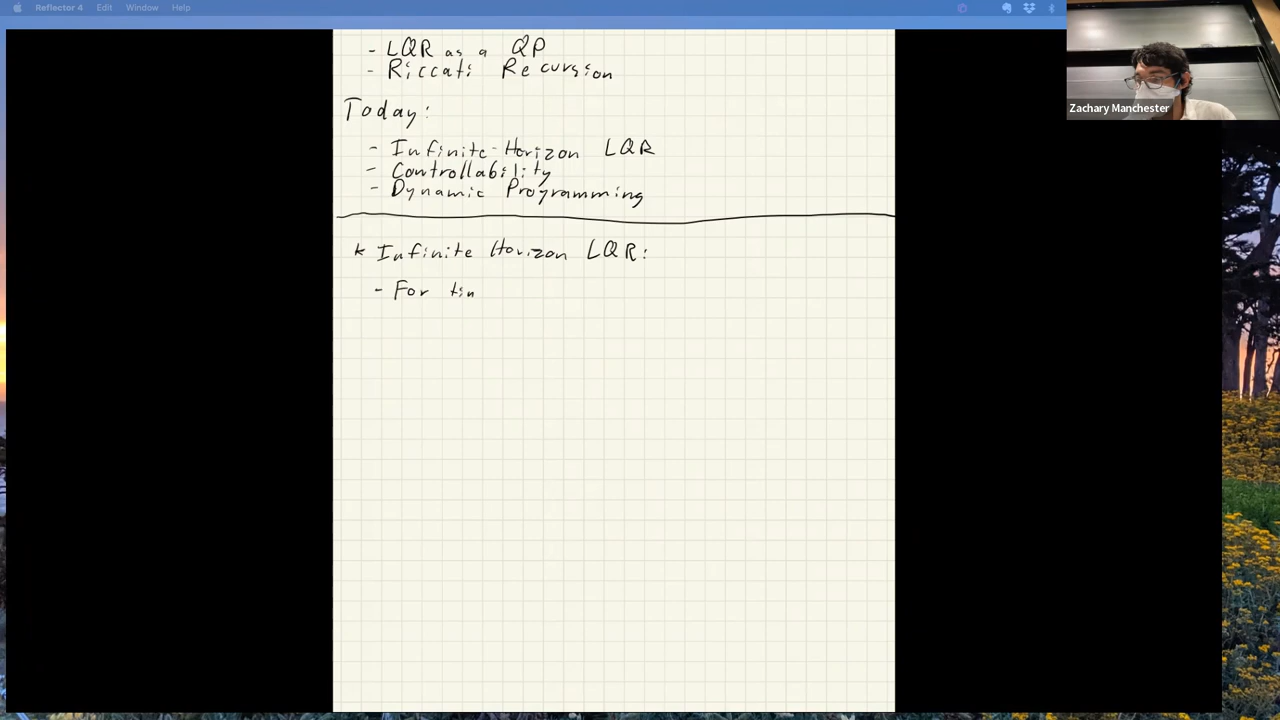 Reflector 4 Edit Window Help
- LQR as a QP
- Riccati Recursion
Zachary Manchester
Today:
- Infinite-Horizon LQR
- Controllability
- Dynamic Programming
* Infinite Horizon LQR:
- For tim